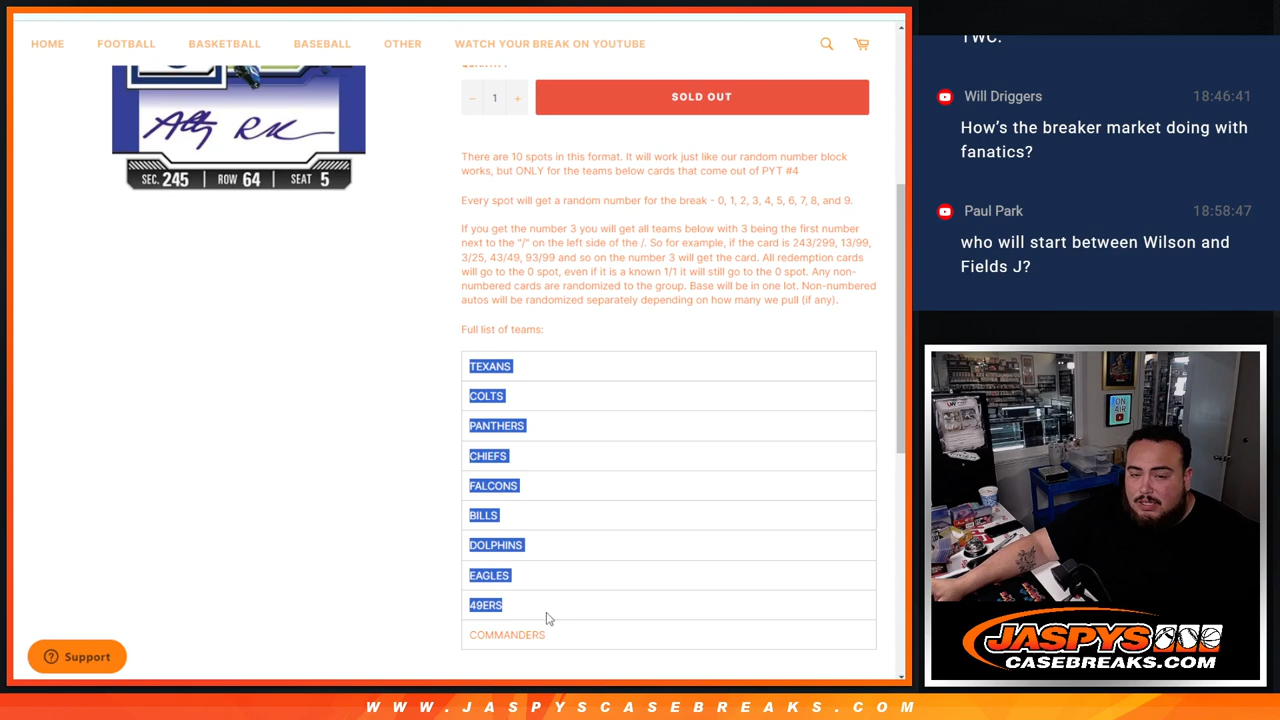 HOME FOOTBALL BASKETBALL BASEBALL OTHER WATCH YOUR BREAK ON YOUTUBE
SEC. 245 | ROW 64 | SEAT 5
1
SOLD OUT
There are 10 spots in this format. It will work just like our random number block
works, but ONLY for the teams below cards that come out of PYT #4
Every spot will get a random number for the break - 0, 1, 2, 3, 4, 5, 6, 7, 8, and 9.
If you get the number 3 you will get all teams below with 3 being the first number
next to the "/" on the left side of the /. So for example, if the card is 243/299, 13/99,
3/25, 43/49, 93/99 and so on the number 3 will get the card. All redemption cards
will go to the 0 spot, even if it is a known 1/1 it will still go to the 0 spot. Any non-
numbered cards are randomized to the group. Base will be in one lot. Non-numbered
autos will be randomized separately depending on how many we pull (if any).
Full list of teams:
TEXANS
COLTS
PANTHERS
CHIEFS
FALCONS
BILLS
DOLPHINS
EAGLES
49ERS
COMMANDERS
Support
TWC.
Will Driggers 18:46:41
How's the breaker market doing with
fanatics?
Paul Park 18:58:47
who will start between Wilson and
Fields J?
ON
AIR
JASPYS
CASEBREAKS.COM
WWW.JASPYSCASEBREAKS.COM